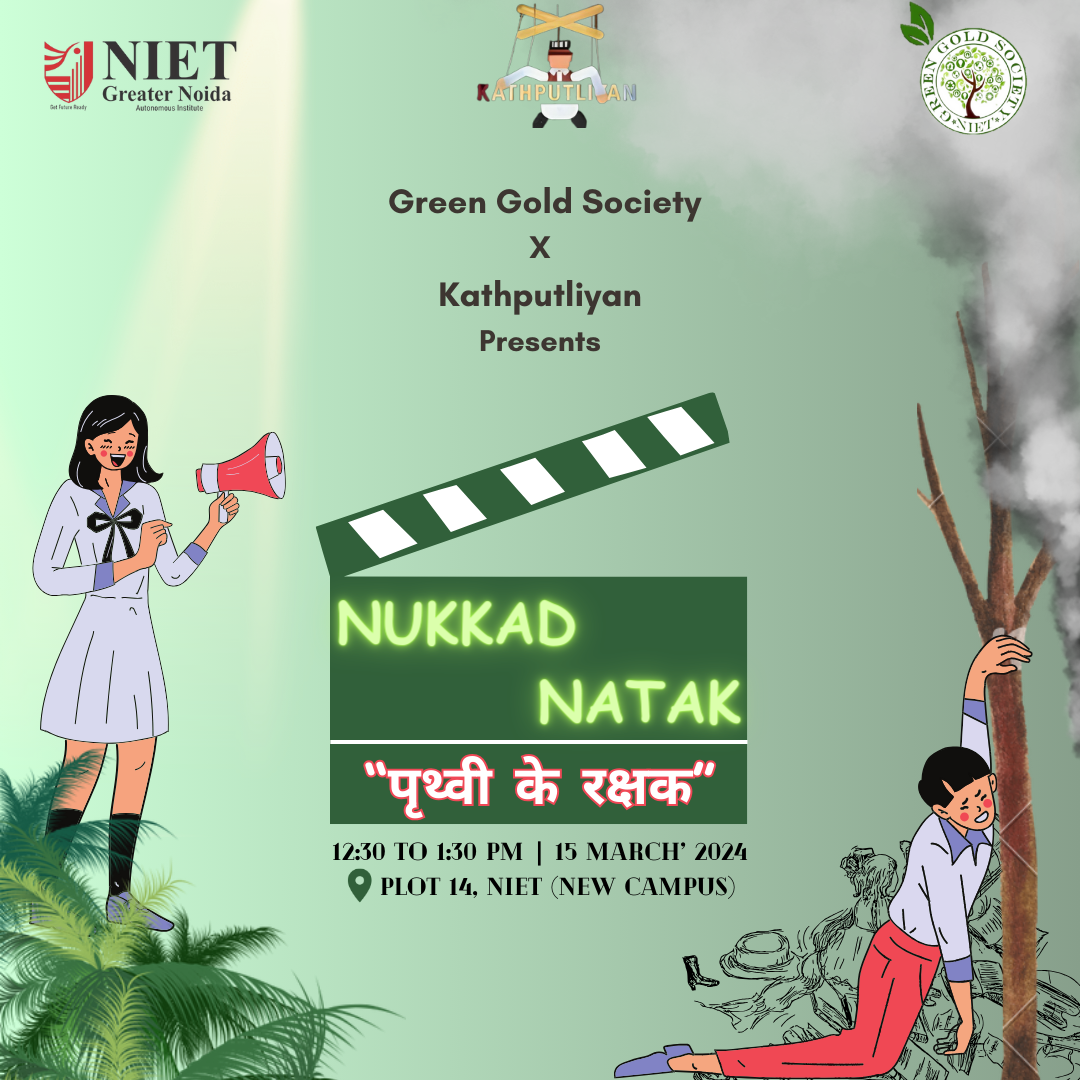 NIET
Greater Noida
Autonomous Institute
Get Future Ready
KATHPUTLIYAN
GREEN GOLD SOCIETY
NIET
Green Gold Society
X
Kathputliyan
Presents
NUKKAD
NATAK
"पृथ्वी के रक्षक"
12:30 TO 1:30 PM | 15 MARCH' 2024
PLOT 14, NIET (NEW CAMPUS)